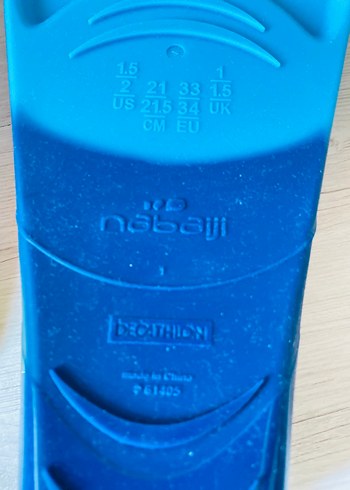 1.5 1
2 21 33 1.5
US 21.5 34 UK
CM EU
nabaiji
1
DECATHLON
made in China